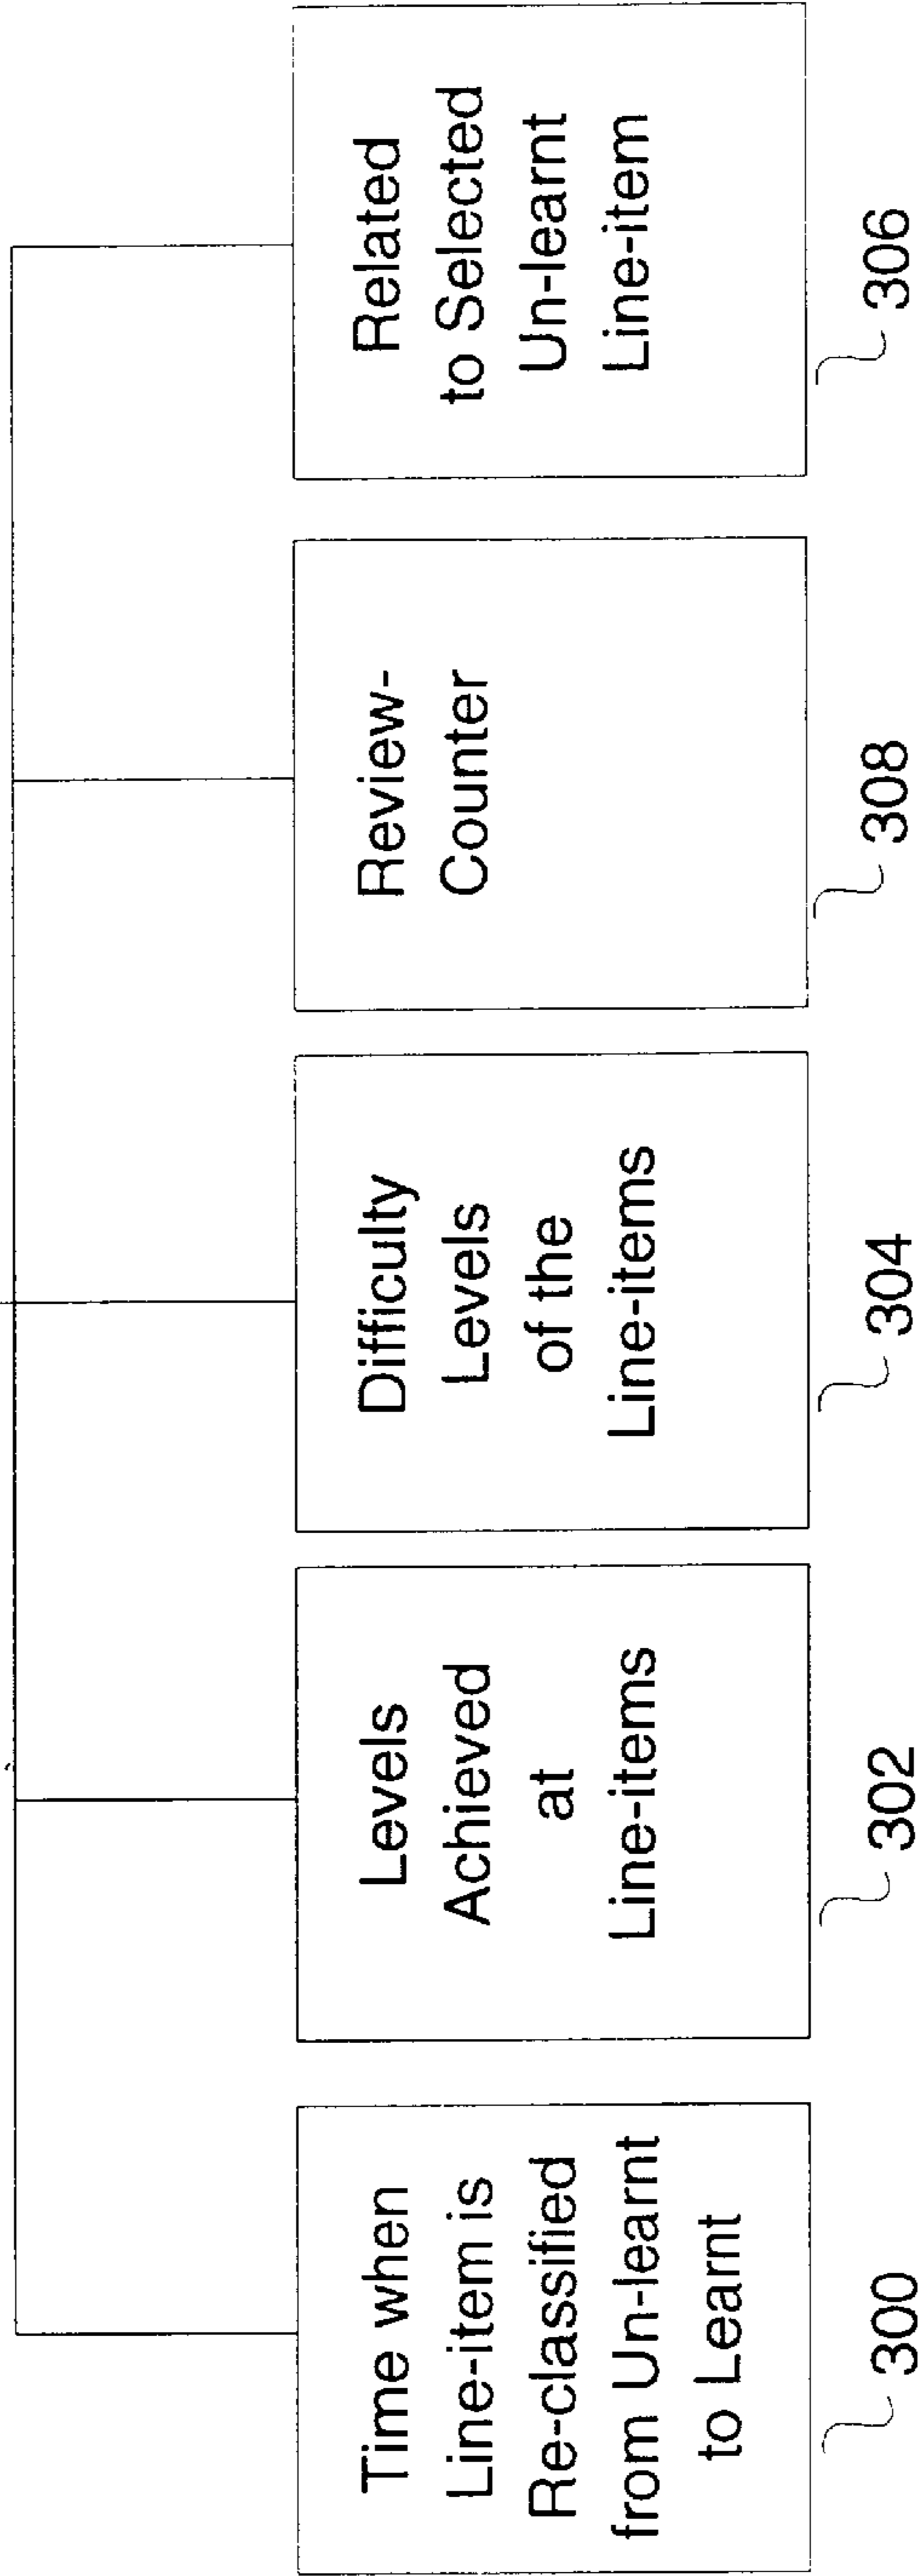 Time when
Line-item is
Re-classified
from Un-learnt
to Learnt
300
Levels
Achieved
at
Line-items
302
Difficulty
Levels
of the
Line-items
304
Review-
Counter
308
Related
to Selected
Un-learnt
Line-item
306